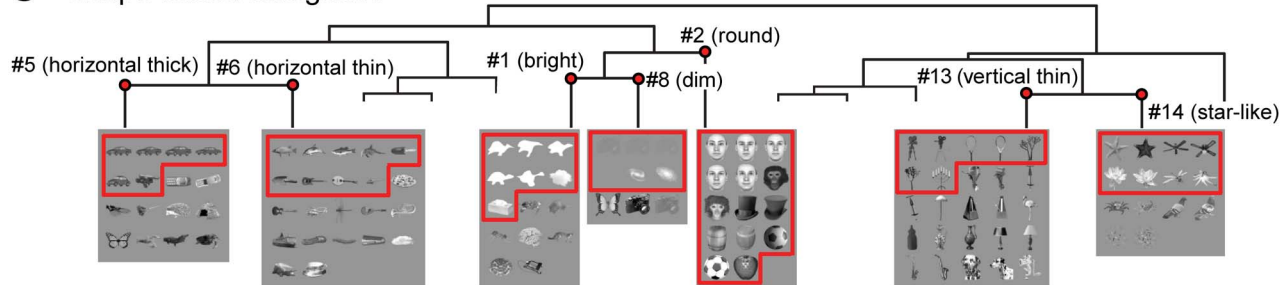 #2 (round)
#5 (horizontal thick)
#6 (horizontal thin)
#1 (bright)
#8 (dim)
#13 (vertical thin)
#14 (star-like)